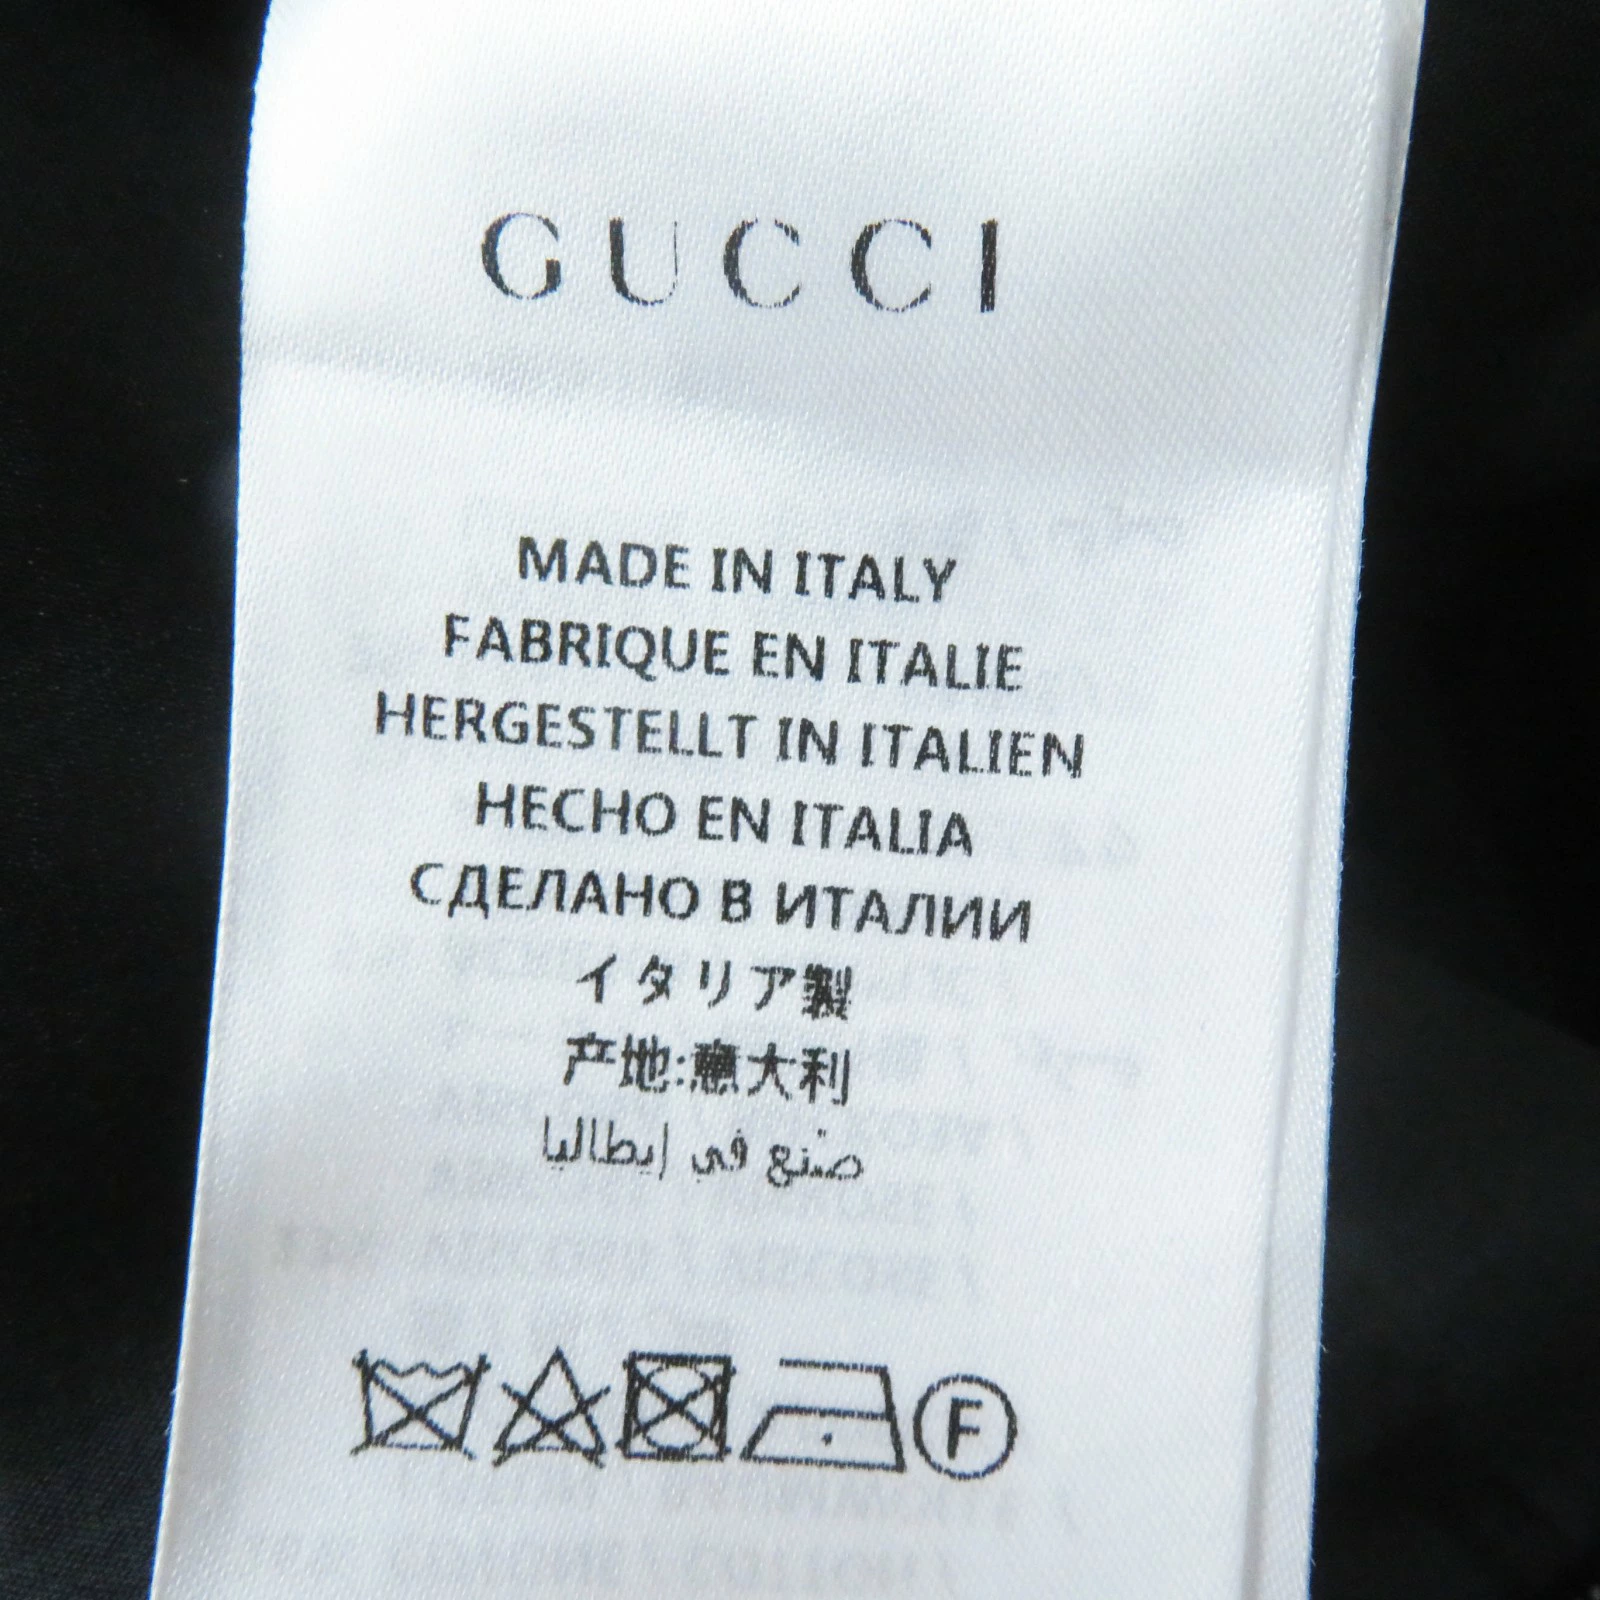 GUCCI
MADE IN ITALY
FABRIQUE EN ITALIE
HERGESTELLT IN ITALIEN
HECHO EN ITALIA
СДЕЛАНО В ИТАЛИИ
イタリア製
产地:意大利
صنع في إيطاليا
F